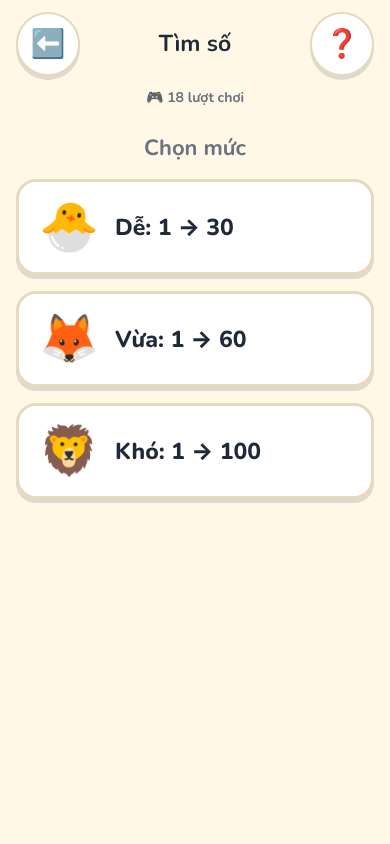 Tìm số
18 lượt chơi
Chọn mức
Dễ: 1 → 30
Vừa: 1 → 60
Khó: 1 → 100